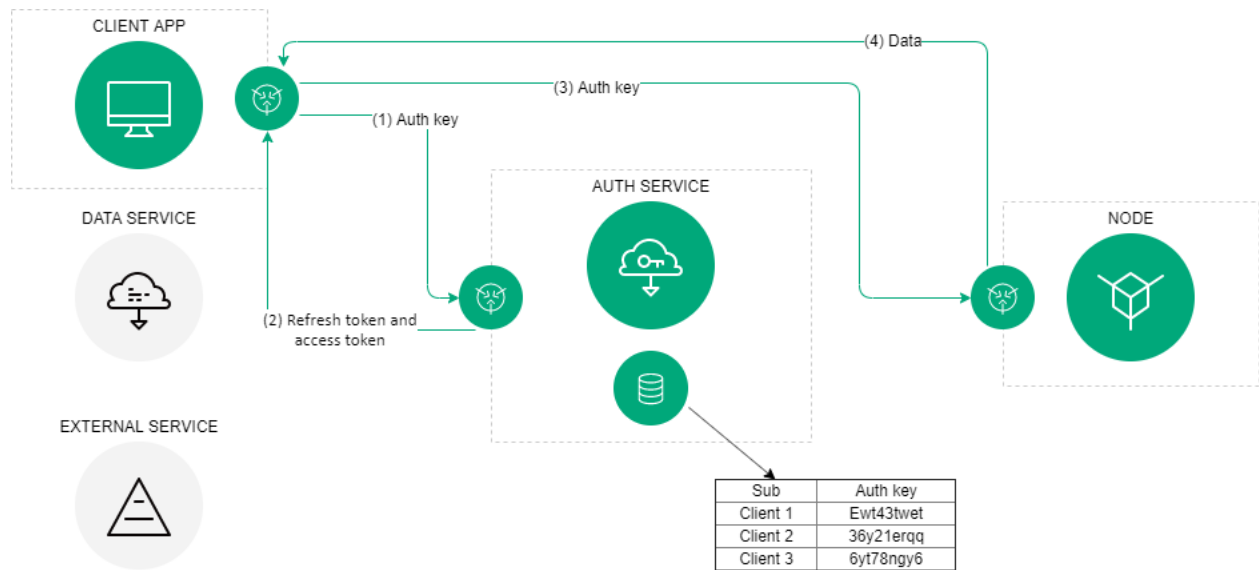 CLIENT APP
(4) Data
(3) Auth key
(1) Auth key
AUTH SERVICE
DATA SERVICE
NODE
(2) Refresh token and
access token
EXTERNAL SERVICE
Sub Auth key
Client 1 Ewt43twet
Client 2 36y21erqq
Client 3 6yt78ngy6